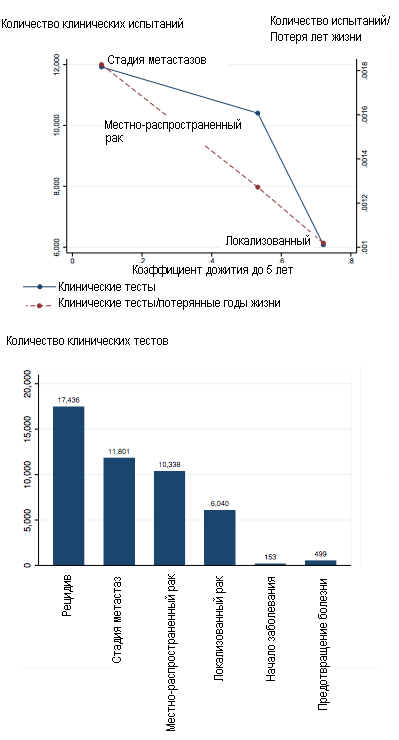 Количество клинических испытаний
Количество испытаний/
Потеря лет жизни
12,000
10,000
8,000
6,000
.0018
.0016
.0014
.0012
.001
Стадия метастазов
Местно-распространенный
рак
Локализованный
0
.2
.4
.6
.8
Коэффициент дожития до 5 лет
Клинические тесты
Клинические тесты/потерянные годы жизни
Количество клинических тестов
20,000
15,000
10,000
5,000
0
17,436
11,801
10,338
6,040
153
499
Рецидив
Стадия метастаз
Местно-распространенный рак
Локализованный рак
Начало заболевания
Предотвращение болезни